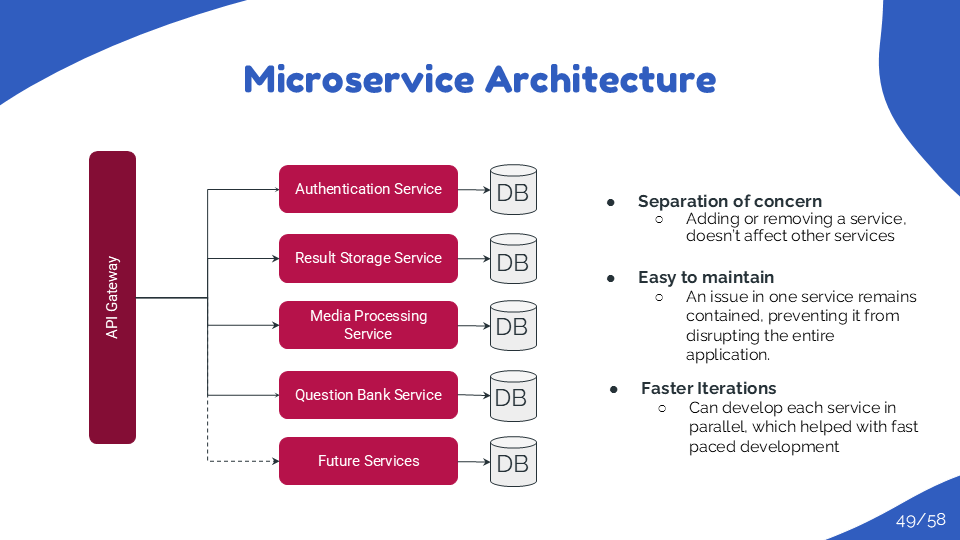 Microservice Architecture
API Gateway
Authentication Service
DB
Result Storage Service
DB
Media Processing
Service
DB
Question Bank Service
DB
Future Services
DB
● Separation of concern
○ Adding or removing a service,
doesn't affect other services
● Easy to maintain
○ An issue in one service remains
contained, preventing it from
disrupting the entire
application.
● Faster Iterations
○ Can develop each service in
parallel, which helped with fast
paced development
49/58